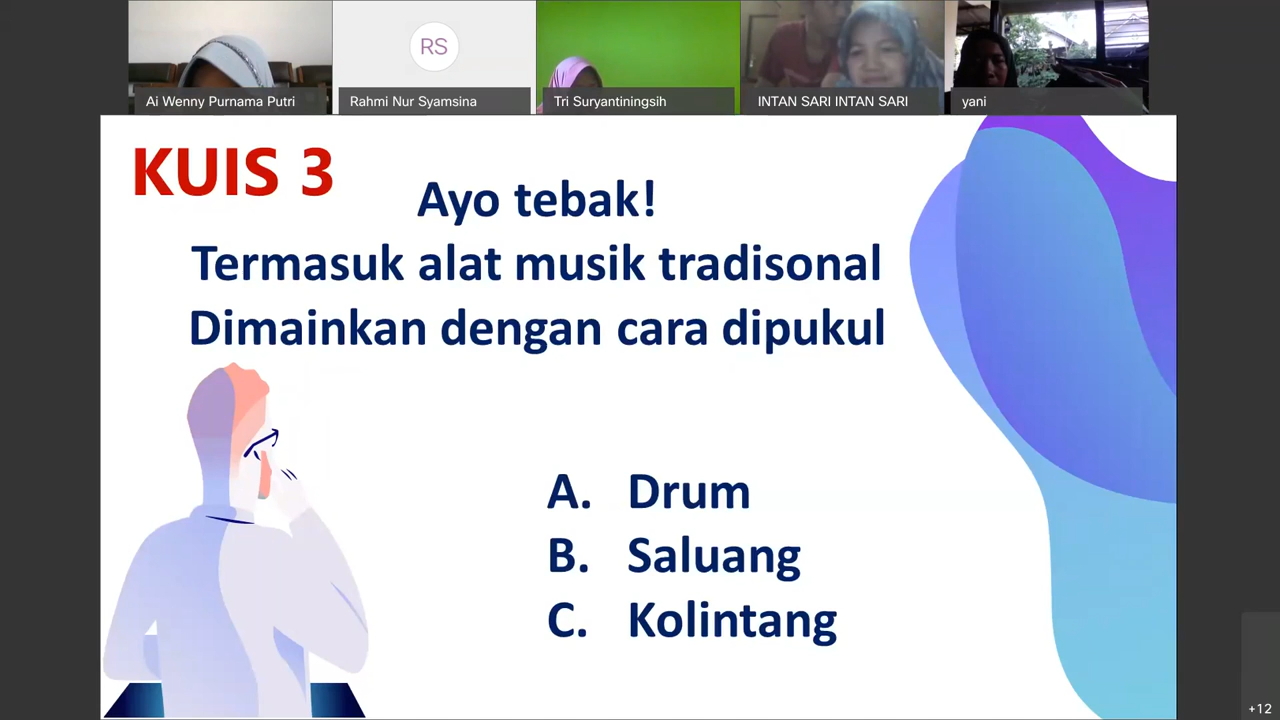 RS
Ai Wenny Purnama Putri
Rahmi Nur Syamsina
Tri Suryantiningsih
INTAN SARI INTAN SARI
yani
KUIS 3
Ayo tebak!
Termasuk alat musik tradisonal
Dimainkan dengan cara dipukul
A. Drum
B. Saluang
C. Kolintang
+12